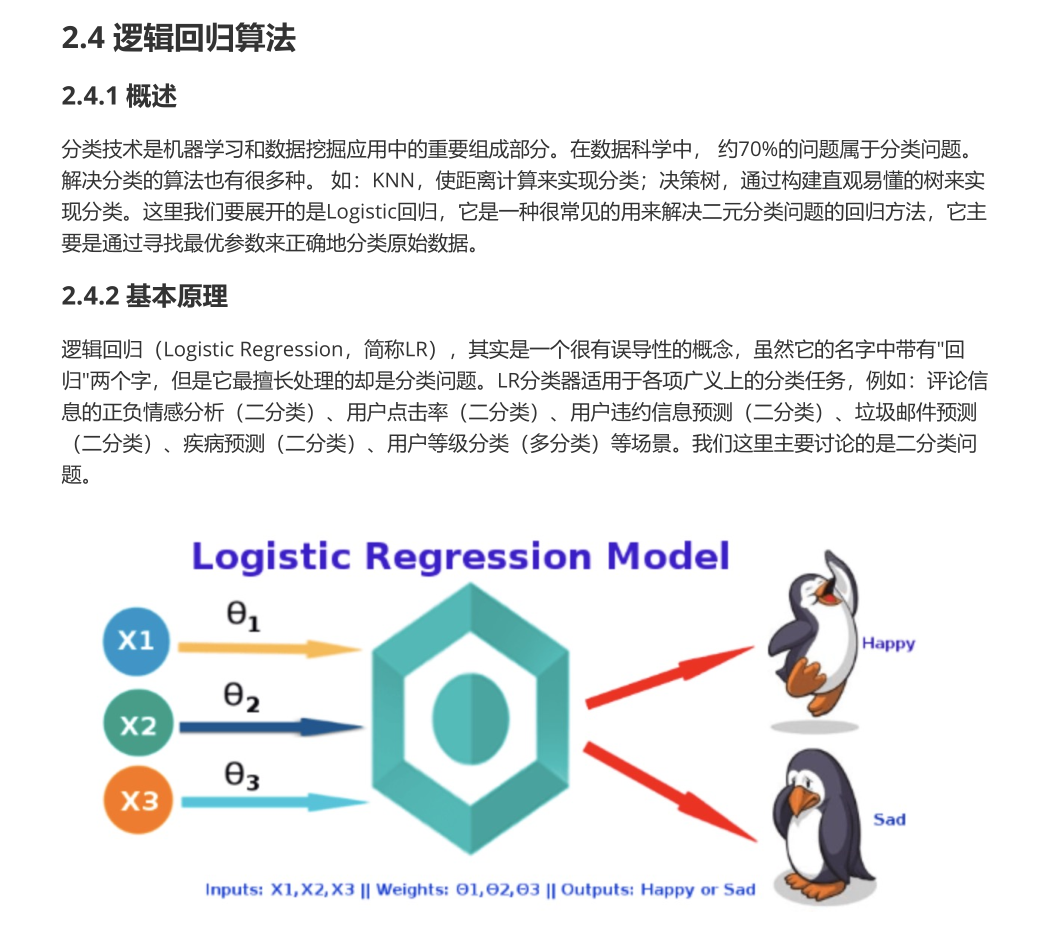 2.4 逻辑回归算法
2.4.1 概述
分类技术是机器学习和数据挖掘应用中的重要组成部分。在数据科学中， 约70%的问题属于分类问题。
解决分类的算法也有很多种。 如：KNN，使距离计算来实现分类；决策树，通过构建直观易懂的树来实
现分类。这里我们要展开的是Logistic回归，它是一种很常见的用来解决二元分类问题的回归方法，它主
要是通过寻找最优参数来正确地分类原始数据。
2.4.2 基本原理
逻辑回归（Logistic Regression，简称LR），其实是一个很有误导性的概念，虽然它的名字中带有"回
归"两个字，但是它最擅长处理的却是分类问题。LR分类器适用于各项广义上的分类任务，例如：评论信
息的正负情感分析（二分类）、用户点击率（二分类）、用户违约信息预测（二分类）、垃圾邮件预测
（二分类）、疾病预测（二分类）、用户等级分类（多分类）等场景。我们这里主要讨论的是二分类问
题。
Logistic Regression Model
X1
θ1
X2
θ2
X3
θ3
Happy
Sad
Inputs: X1,X2,X3 || Weights: Θ1,Θ2,Θ3 || Outputs: Happy or Sad